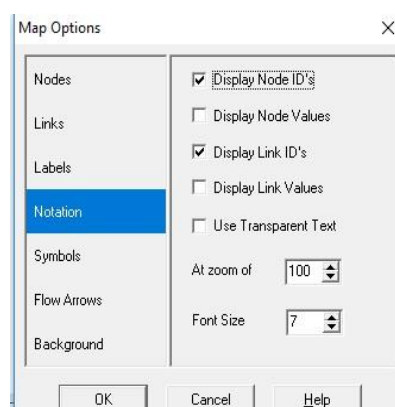 Map Options
Nodes
Links
Labels
Notation
Symbols
Flow Arrows
Background
Display Node ID's
Display Node Values
Display Link ID's
Display Link Values
Use Transparent Text
At zoom of 100
Font Size 7
OK Cancel Help